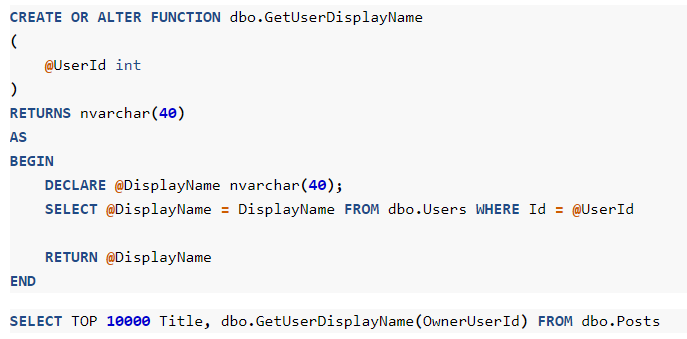 CREATE OR ALTER FUNCTION dbo.GetUserDisplayName
(
    @UserId int
)
RETURNS nvarchar(40)
AS
BEGIN
    DECLARE @DisplayName nvarchar(40);
    SELECT @DisplayName = DisplayName FROM dbo.Users WHERE Id = @UserId

    RETURN @DisplayName
END

SELECT TOP 10000 Title, dbo.GetUserDisplayName(OwnerUserId) FROM dbo.Posts